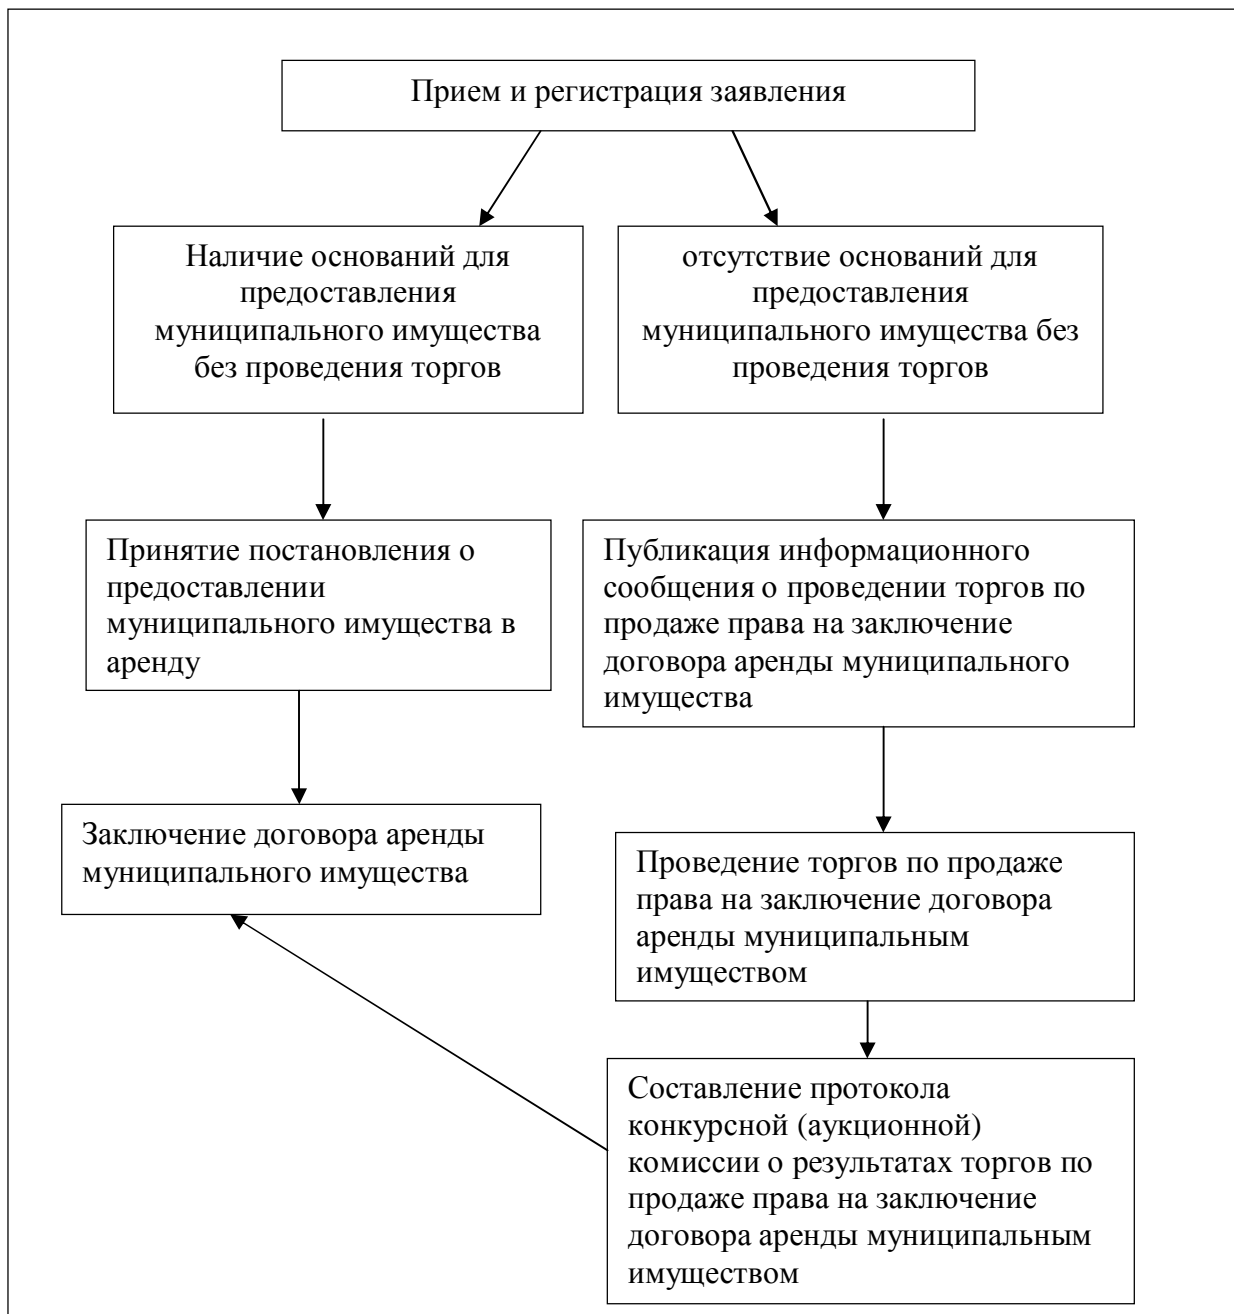 Прием и регистрация заявления
Наличие оснований для
предоставления
муниципального имущества
без проведения торгов
отсутствие оснований для
предоставления
муниципального имущества без
проведения торгов
Принятие постановления о
предоставлении
муниципального имущества в
аренду
Публикация информационного
сообщения о проведении торгов по
продаже права на заключение
договора аренды муниципального
имущества
Заключение договора аренды
муниципального имущества
Проведение торгов по продаже
права на заключение договора
аренды муниципальным
имуществом
Составление протокола
конкурсной (аукционной)
комиссии о результатах торгов по
продаже права на заключение
договора аренды муниципальным
имуществом